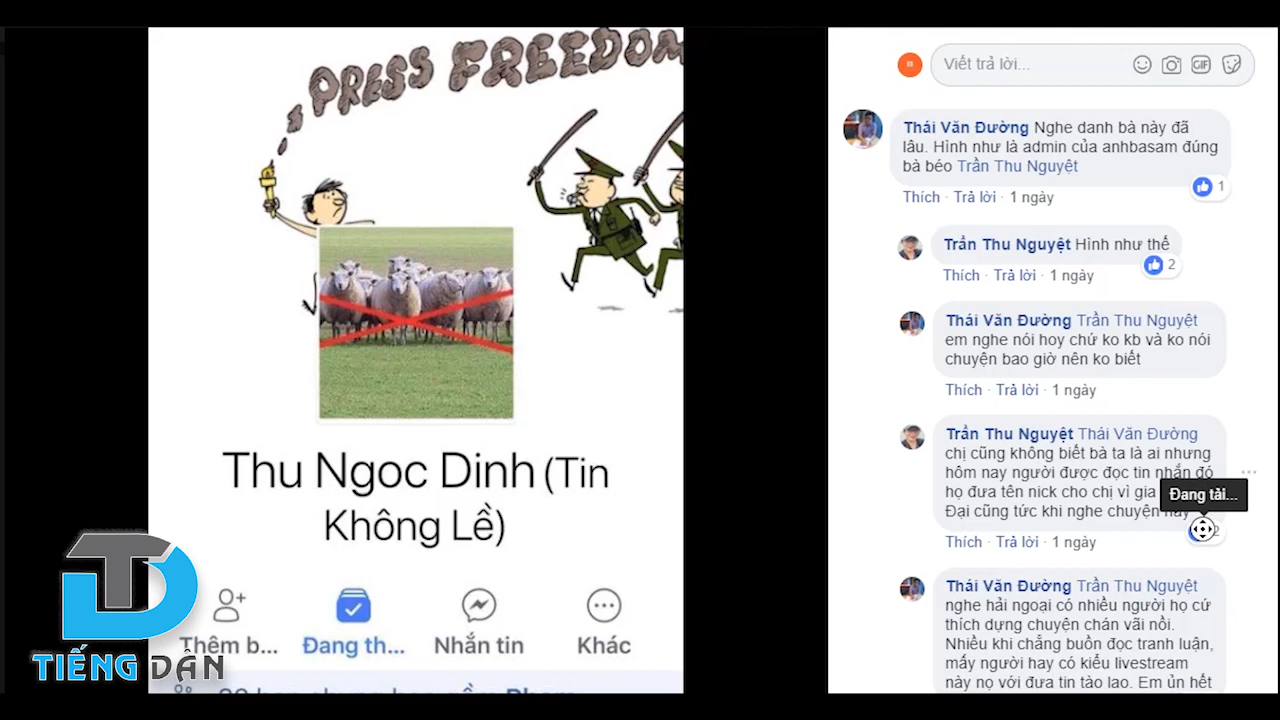 PRESS FREEDOM
Thu Ngoc Dinh (Tin
Không Lề)
Thêm b...
Đang th...
Nhắn tin
Khác
TIẾNG DÂN
Viết trả lời...
GIF
Thái Văn Đường Nghe danh bà này đã
lâu. Hình như là admin của anhbasam đúng
bà béo Trần Thu Nguyệt
1
Thích · Trả lời · 1 ngày
Trần Thu Nguyệt Hình như thế
2
Thích · Trả lời · 1 ngày
Thái Văn Đường Trần Thu Nguyệt
em nghe nói hoy chứ ko kb và ko nói
chuyện bao giờ nên ko biết
Thích · Trả lời · 1 ngày
Trần Thu Nguyệt Thái Văn Đường
chị cũng không biết bà ta là ai nhưng
hôm nay người được đọc tin nhắn đó
họ đưa tên nick cho chị vì gia
Đang tải...
Đại cũng tức khi nghe chuyện này
2
Thích · Trả lời · 1 ngày
Thái Văn Đường Trần Thu Nguyệt
nghe hải ngoại có nhiều người họ cứ
thích dựng chuyện chán vãi nồi.
Nhiều khi chẳng buồn đọc tranh luận,
mấy người hay có kiểu livestream
này nọ với đưa tin tào lao. Em ủn hết